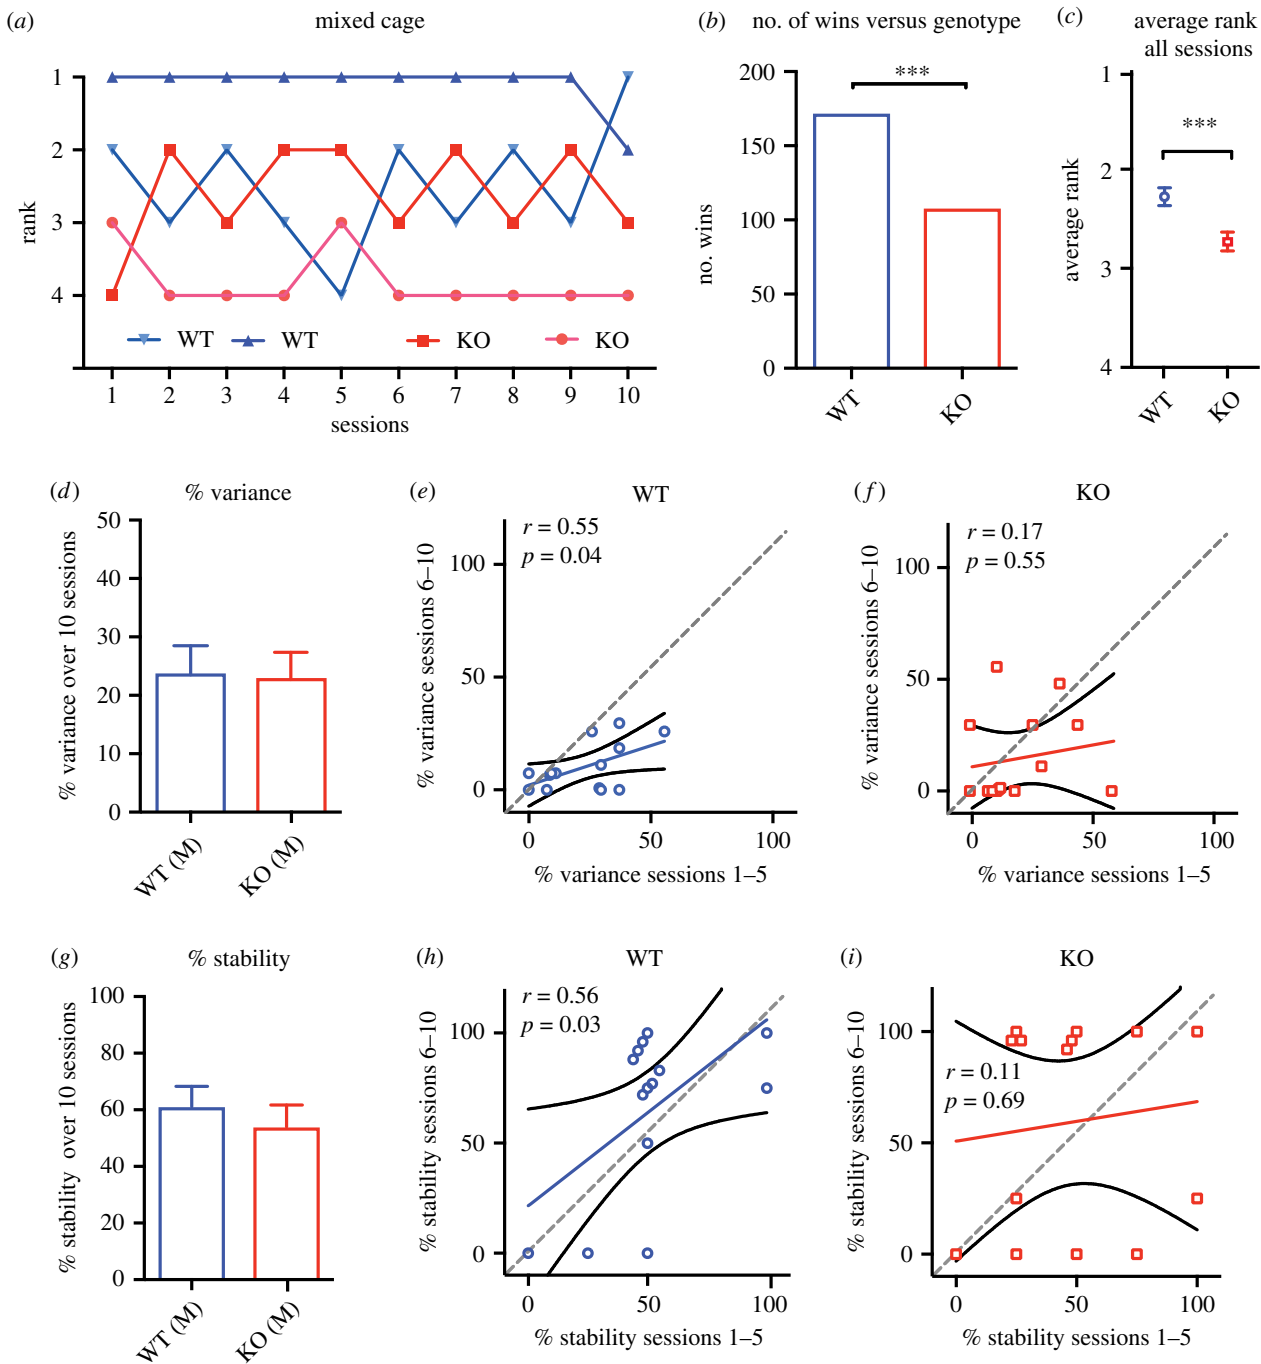 (a) mixed cage
1
2
3
4
rank
WT WT KO KO
1 2 3 4 5 6 7 8 9 10
sessions
(b) no. of wins versus genotype
200
150
100
50
0
no. wins
***
WT KO
(c) average rank
all sessions
1
2
3
4
average rank
***
WT KO
(d) % variance
50
40
30
20
10
0
% variance over 10 sessions
WT (M) KO (M)
(e) WT
r = 0.55
p = 0.04
100
50
0
% variance sessions 6–10
0 50 100
% variance sessions 1–5
(f) KO
r = 0.17
p = 0.55
100
50
0
% variance sessions 6–10
0 50 100
% variance sessions 1–5
(g) % stability
100
80
60
40
20
0
% stability over 10 sessions
WT (M) KO (M)
(h) WT
r = 0.56
p = 0.03
100
50
0
% stability sessions 6–10
0 50 100
% stability sessions 1–5
(i) KO
100
r = 0.11
p = 0.69
50
0
% stability sessions 6–10
0 50 100
% stability sessions 1–5